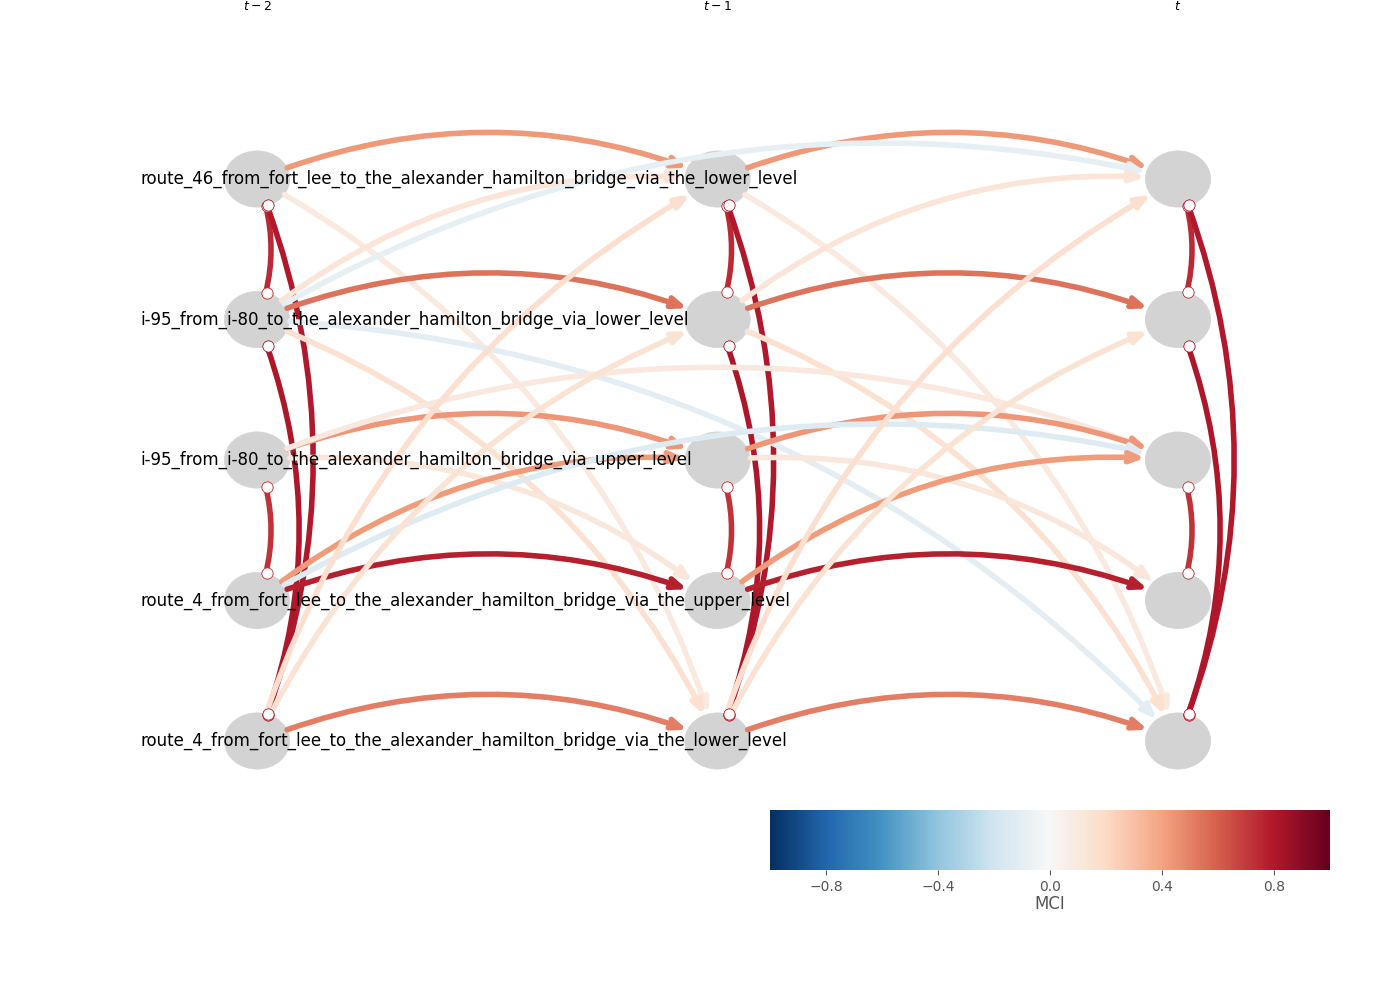 t − 2 t − 1 t
route_46_from_fort_lee_to_the_alexander_hamilton_bridge_via_the_lower_level
i-95_from_i-80_to_the_alexander_hamilton_bridge_via_lower_level
i-95_from_i-80_to_the_alexander_hamilton_bridge_via_upper_level
route_4_from_fort_lee_to_the_alexander_hamilton_bridge_via_the_upper_level
route_4_from_fort_lee_to_the_alexander_hamilton_bridge_via_the_lower_level
−0.8 −0.4 0.0 0.4 0.8
MCI